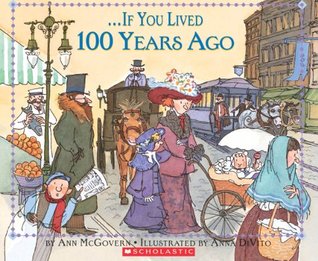 ...IF YOU LIVED
100 YEARS AGO
BY ANN MCGOVERN • ILLUSTRATED BY ANNA DIVITO
SCHOLASTIC